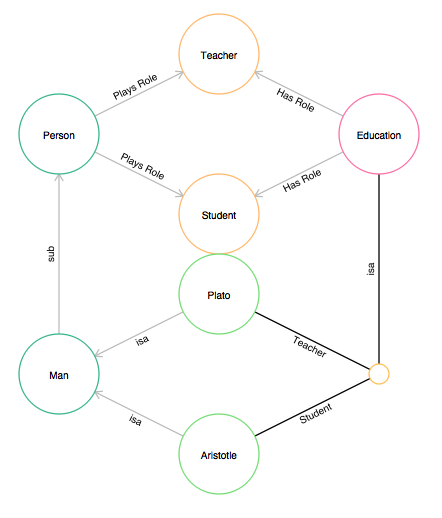 Teacher
Plays Role
Has Role
Person
Education
Plays Role
Has Role
Student
sub
isa
Plato
isa
Teacher
Man
isa
Student
Aristotle